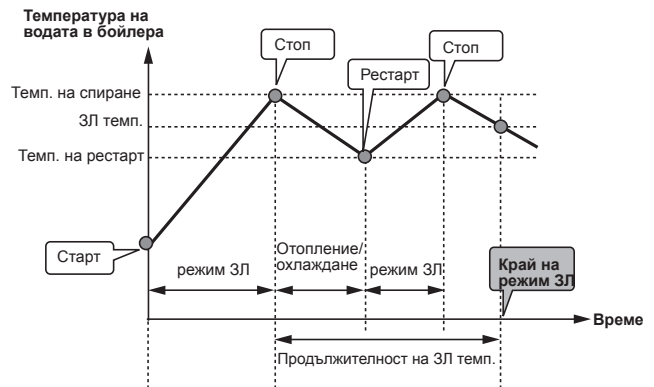 Температура на
водата в бойлера
Стоп
Стоп
Рестарт
Темп. на спиране
ЗЛ темп.
Темп. на рестарт
Старт
режим ЗЛ
Отопление/
охлаждане
режим ЗЛ
Край на
режим ЗЛ
Време
Продължителност на ЗЛ темп.